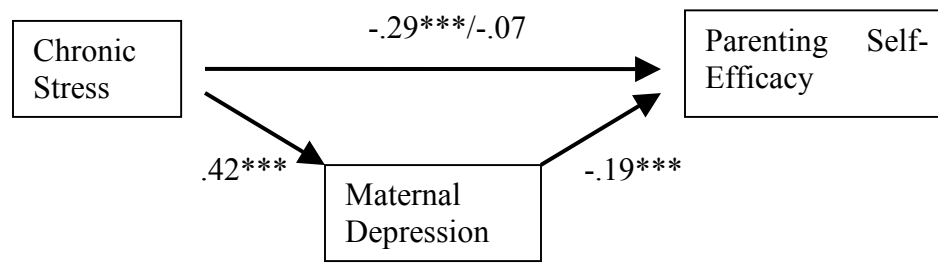 -.29***/-.07
Chronic
Stress
Parenting Self-
Efficacy
.42***
-.19***
Maternal
Depression